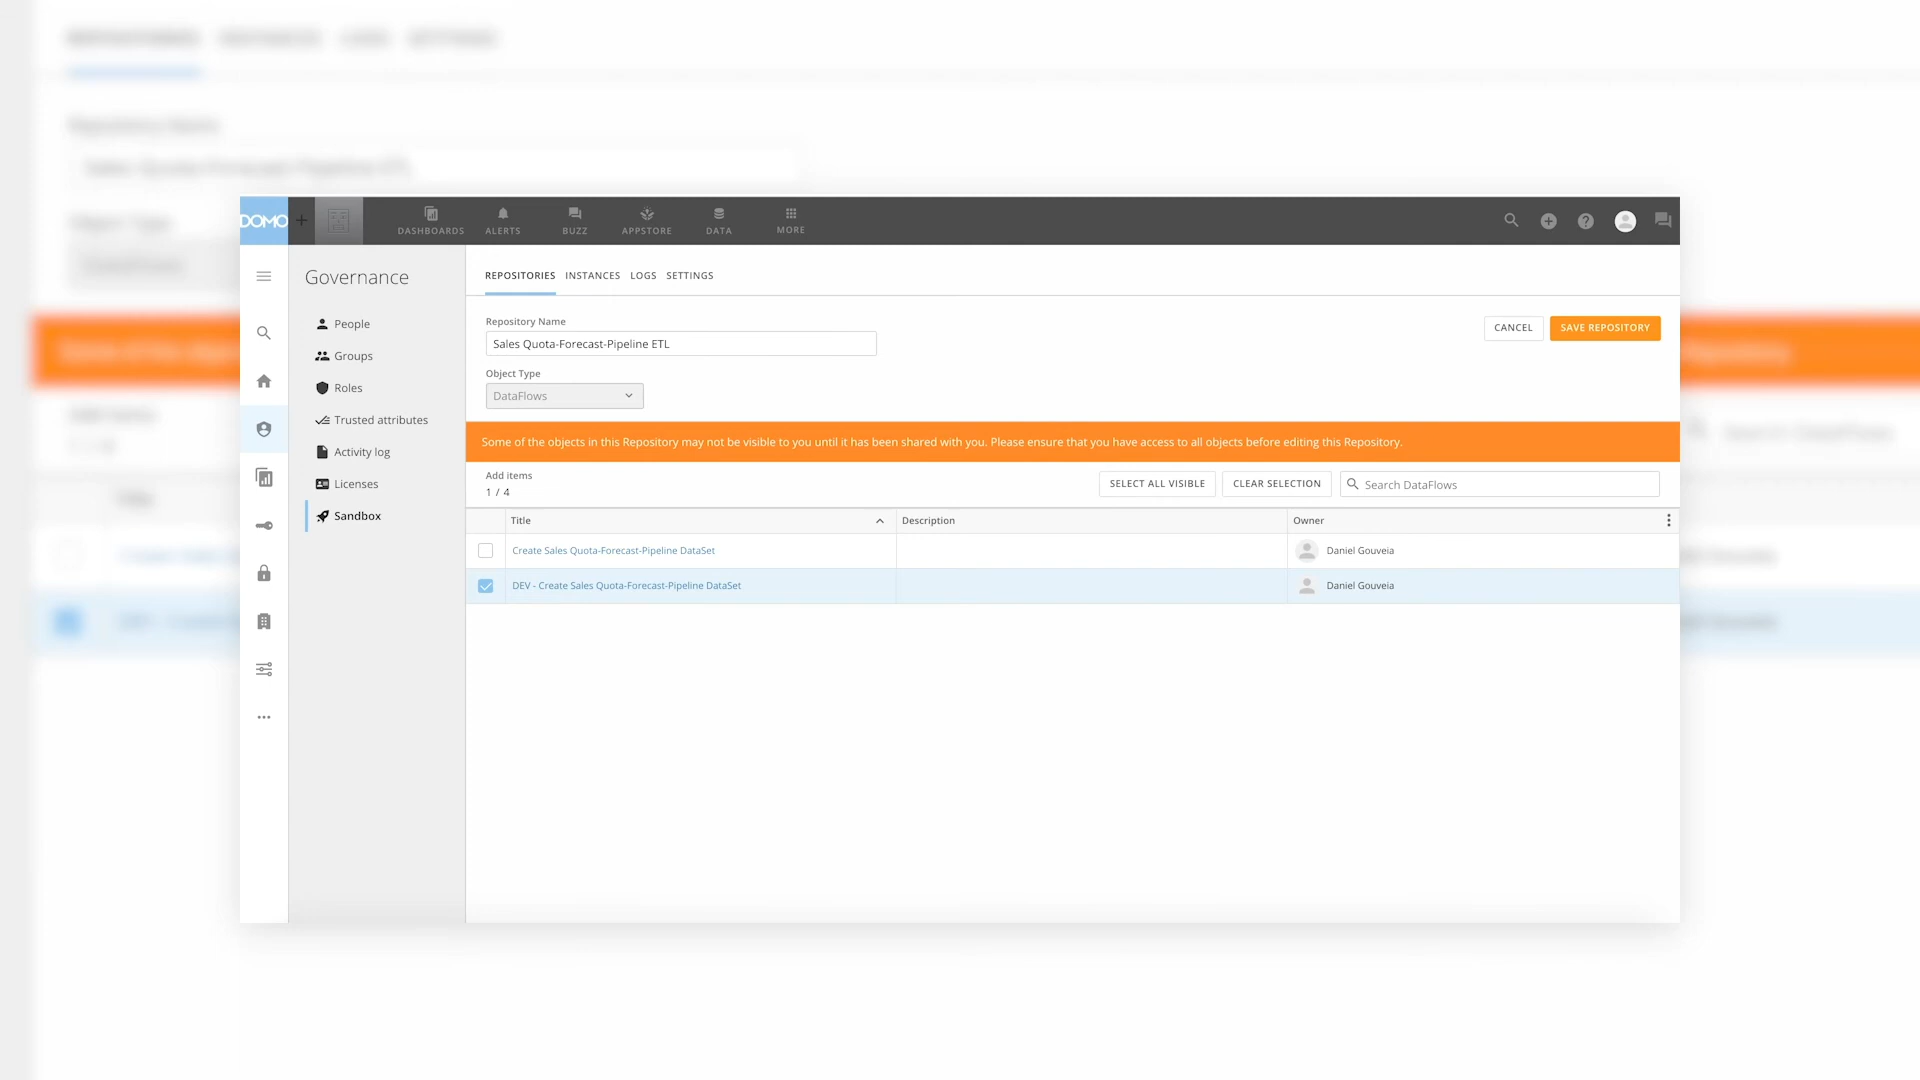 DOMO
DASHBOARDS
ALERTS
BUZZ
APPSTORE
DATA
MORE
Governance
People
Groups
Roles
Trusted attributes
Activity log
Licenses
Sandbox
REPOSITORIES INSTANCES LOGS SETTINGS
Repository Name
Sales Quota-Forecast-Pipeline ETL
CANCEL
SAVE REPOSITORY
Object Type
DataFlows
Some of the objects in this Repository may not be visible to you until it has been shared with you. Please ensure that you have access to all objects before editing this Repository.
Add items
1 / 4
SELECT ALL VISIBLE
CLEAR SELECTION
Search DataFlows
Title
Description
Owner
Create Sales Quota-Forecast-Pipeline DataSet
Daniel Gouveia
DEV - Create Sales Quota-Forecast-Pipeline DataSet
Daniel Gouveia